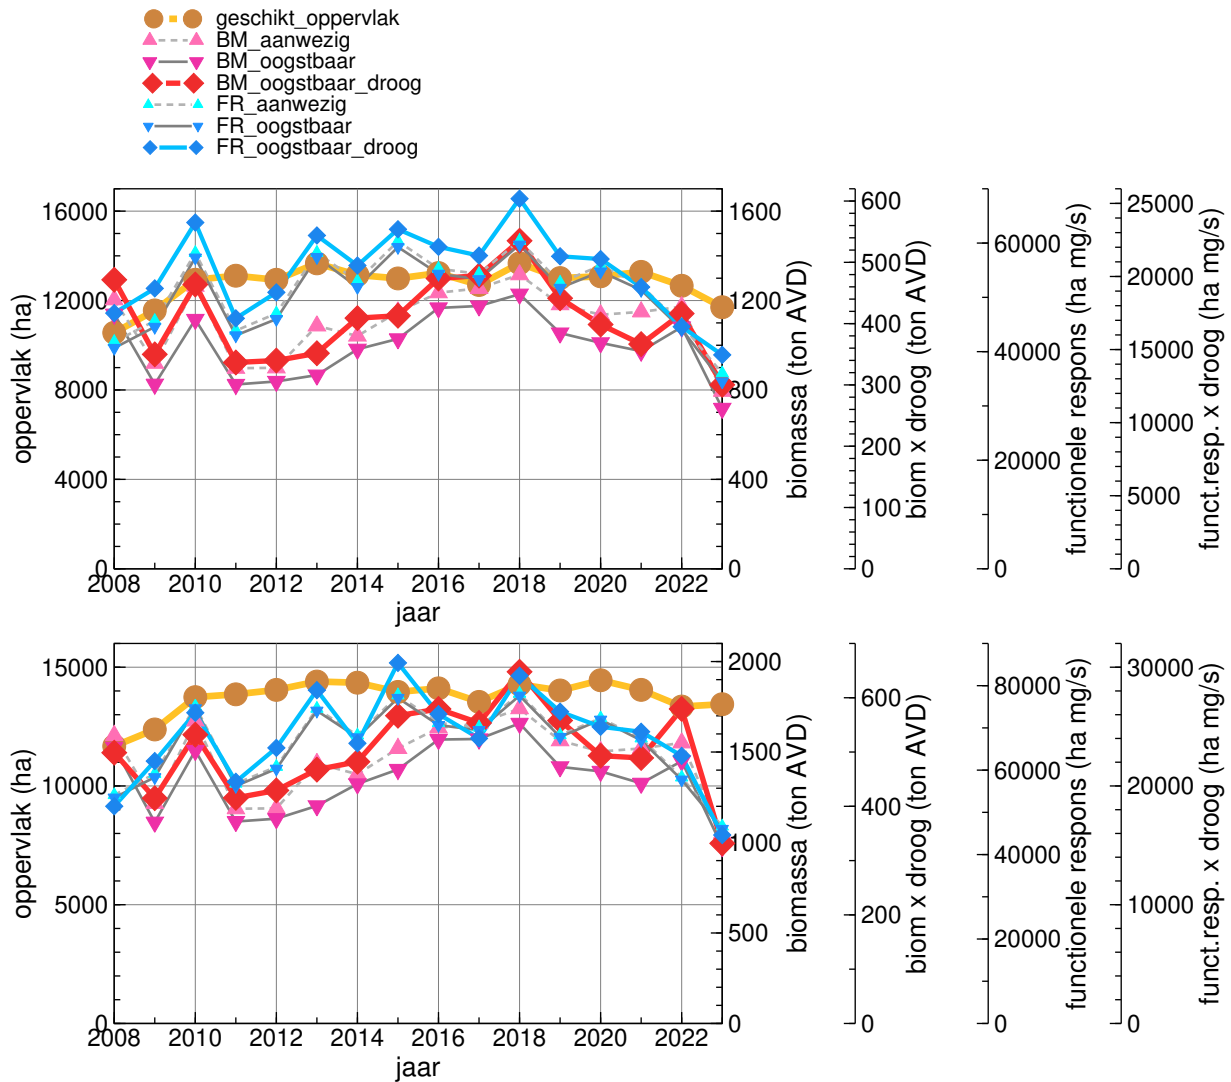 geschikt_oppervlak
BM_aanwezig
BM_oogstbaar
BM_oogstbaar_droog
FR_aanwezig
FR_oogstbaar
FR_oogstbaar_droog
16000
12000
8000
4000
0
oppervlak (ha)
2008 2010 2012 2014 2016 2018 2020 2022
jaar
1600
1200
800
400
0
biomassa (ton AVD)
600
500
400
300
200
100
0
biom x droog (ton AVD)
60000
40000
20000
0
functionele respons (ha mg/s)
25000
20000
15000
10000
5000
0
funct.resp. x droog (ha mg/s)
15000
10000
5000
0
oppervlak (ha)
2008 2010 2012 2014 2016 2018 2020 2022
jaar
2000
1500
1000
500
0
biomassa (ton AVD)
600
400
200
0
biom x droog (ton AVD)
80000
60000
40000
20000
0
functionele respons (ha mg/s)
30000
20000
10000
0
funct.resp. x droog (ha mg/s)